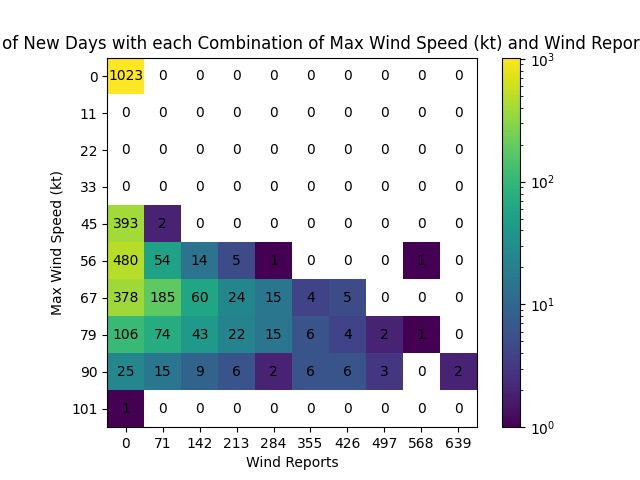 of New Days with each Combination of Max Wind Speed (kt) and Wind Repor
0 1023 0 0 0 0 0 0 0 0 0
11 0 0 0 0 0 0 0 0 0 0
22 0 0 0 0 0 0 0 0 0 0
33 0 0 0 0 0 0 0 0 0 0
45 393 2 0 0 0 0 0 0 0 0
56 480 54 14 5 1 0 0 0 1 0
67 378 185 60 24 15 4 5 0 0 0
79 106 74 43 22 15 6 4 2 1 0
90 25 15 9 6 2 6 6 3 0 2
101 1 0 0 0 0 0 0 0 0 0
0 71 142 213 284 355 426 497 568 639
Wind Reports
Max Wind Speed (kt)
10³
10²
10¹
10⁰